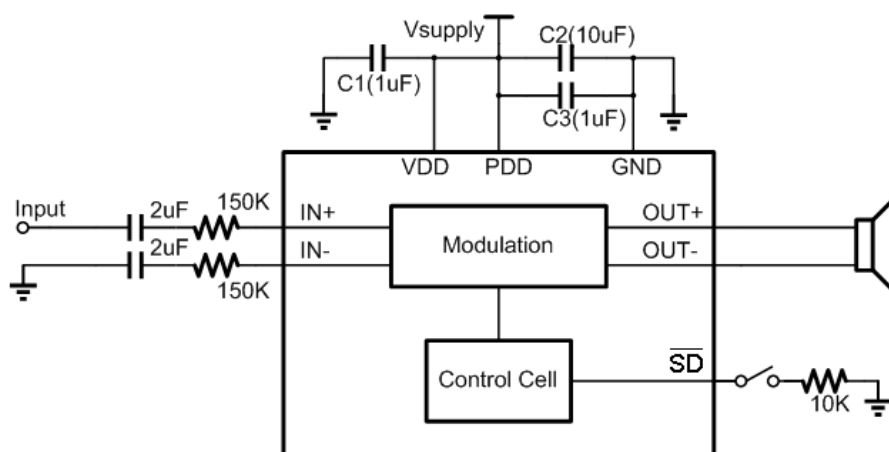 Vsupply
C2(10uF)
C1(1uF)
C3(1uF)
VDD PDD GND
Input 2uF 150K IN+ OUT+
2uF IN- OUT-
150K
Modulation
Control Cell
SD
10K